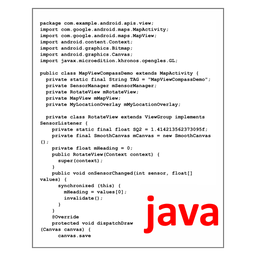 package com.example.android.apis.view;
import com.google.android.maps.MapActivity;
import com.google.android.maps.MapView;
import android.content.Context;
import android.graphics.Bitmap;
import android.graphics.Canvas;
import javax.microedition.khronos.opengles.GL;
public class MapViewCompassDemo extends MapActivity {
private static final String TAG = "MapViewCompassDemo";
private SensorManager mSensorManager;
private RotateView mRotateView;
private MapView mMapView;
private MyLocationOverlay mMyLocationOverlay;
private class RotateView extends ViewGroup implements
SensorListener {
private static final float SQ2 = 1.414213562373095f;
private final SmoothCanvas mCanvas = new SmoothCanvas
();
private float mHeading = 0;
public RotateView(Context context) {
super(context);
}
public void onSensorChanged(int sensor, float[]
values) {
synchronized (this) {
mHeading = values[0];
invalidate();
}
}
@Override
protected void dispatchDraw
(Canvas canvas) {
canvas.save
java